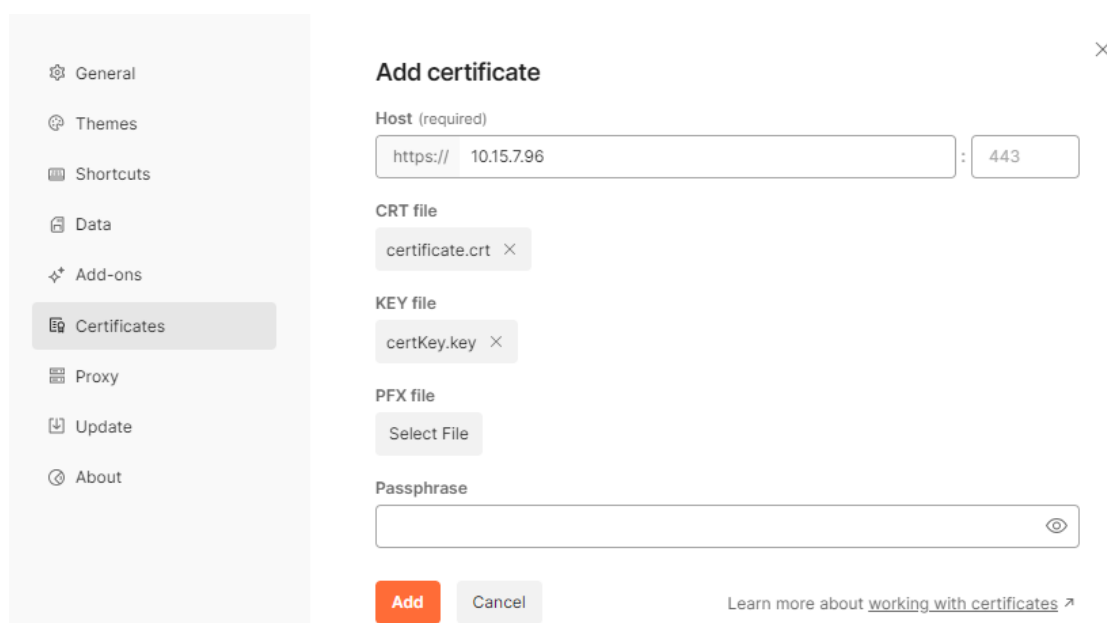 General
Themes
Shortcuts
Data
Add-ons
Certificates
Proxy
Update
About
Add certificate
Host (required)
https:// 10.15.7.96 : 443
CRT file
certificate.crt
KEY file
certKey.key
PFX file
Select File
Passphrase
Add Cancel Learn more about working with certificates ↗